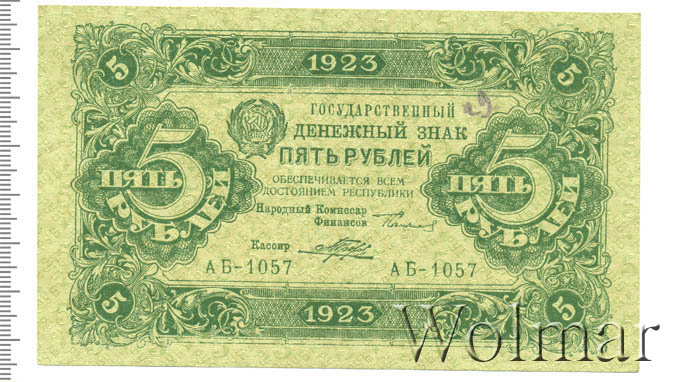 5 1923 5
ГОСУДАРСТВЕННЫЙ
ДЕНЕЖНЫЙ ЗНАК
ПЯТЬ РУБЛЕЙ
ОБЕСПЕЧИВАЕТСЯ ВСЕМ
ДОСТОЯНИЕМ РЕСПУБЛИКИ
5 ПЯТЬ РУБЛЕЙ
5 ПЯТЬ РУБЛЕЙ
Народный Комиссар
Финансов
Кассир
АБ-1057 АБ-1057
5 1923 5
Wolmar